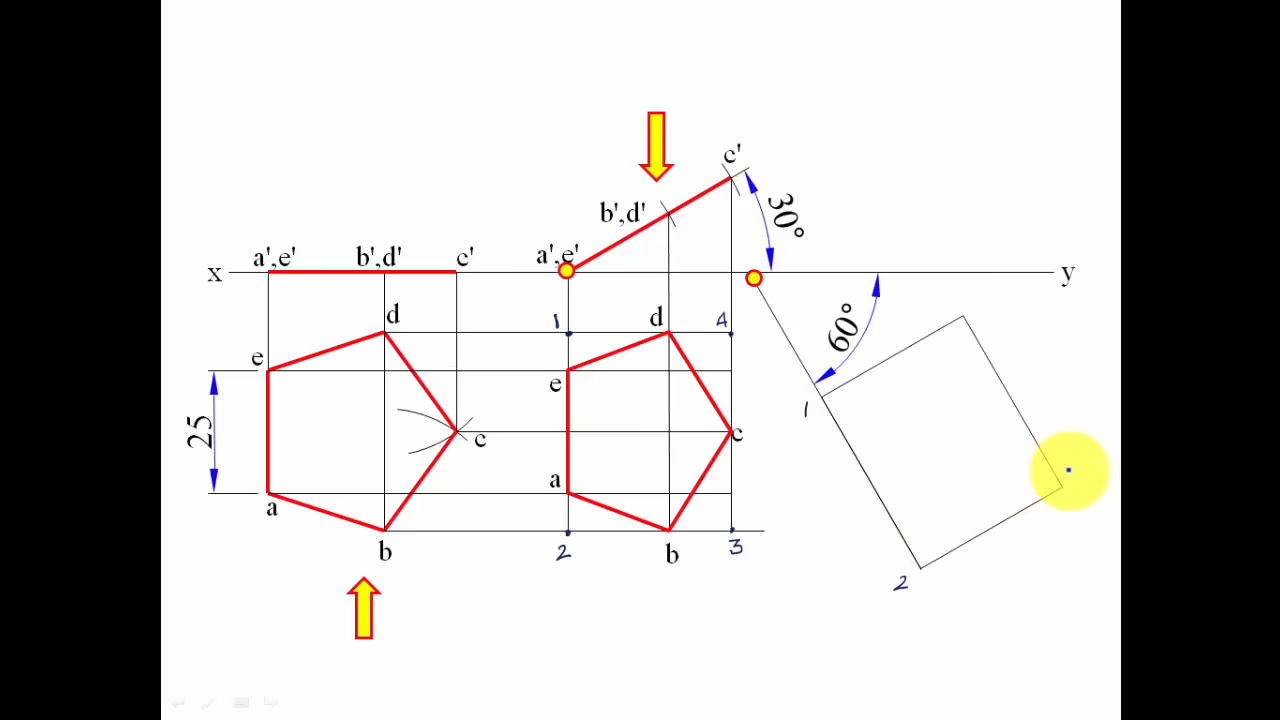 c'
30°
b',d'
a',e' b',d' c' a',e'
x y
d 1 d 4
60°
e e
25 1
c c
a a
b 2 b 3
2